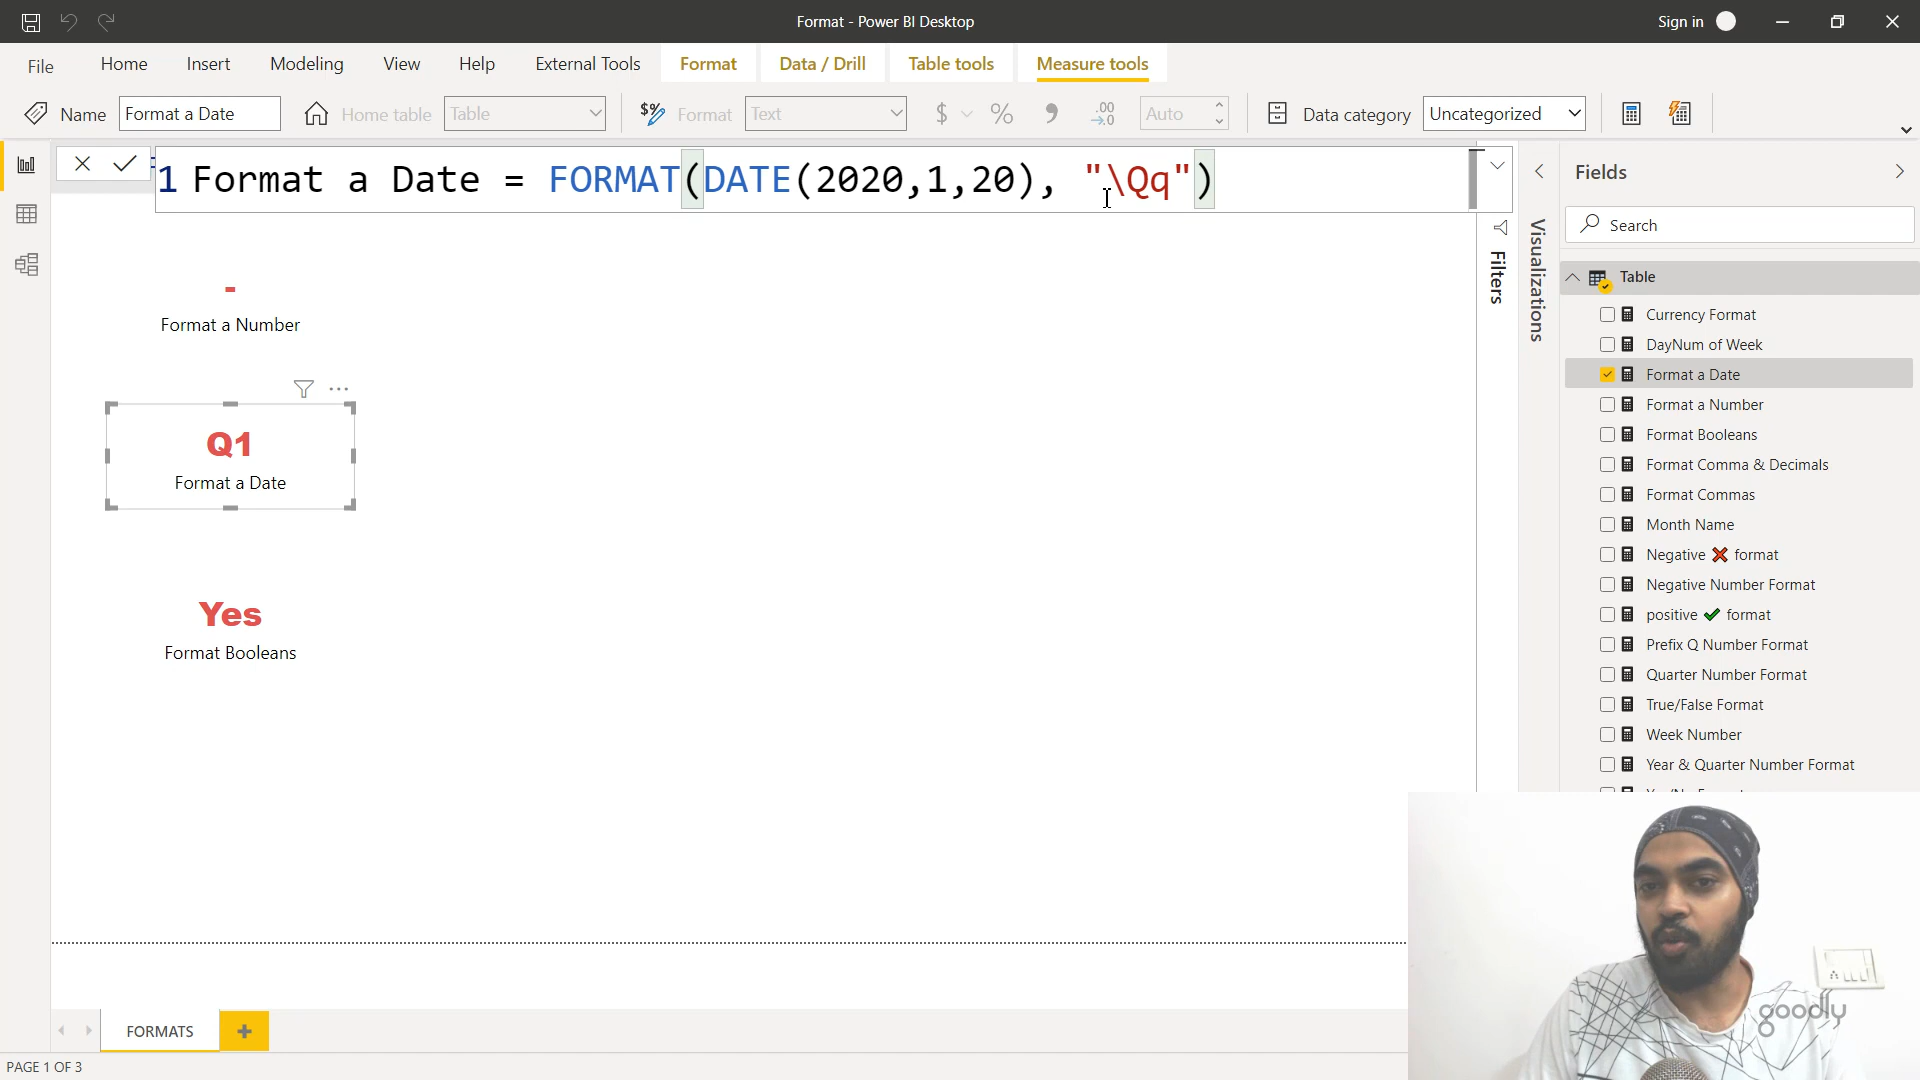 Format - Power BI Desktop
Sign in
File
Home
Insert
Modeling
View
Help
External Tools
Format
Data / Drill
Table tools
Measure tools
Name
Format a Date
Home table
Table
Format
Text
$
%
.00
→.0
Auto
Data category
Uncategorized
1 Format a Date = FORMAT(DATE(2020,1,20), "\Qq")
Fields
Search
Filters
Visualizations
Table
Currency Format
DayNum of Week
Format a Date
Format a Number
Format Booleans
Format Comma & Decimals
Format Commas
Month Name
Negative ❌ format
Negative Number Format
positive ✔ format
Prefix Q Number Format
Quarter Number Format
True/False Format
Week Number
Year & Quarter Number Format
-
Format a Number
Q1
Format a Date
Yes
Format Booleans
goodly
FORMATS
PAGE 1 OF 3